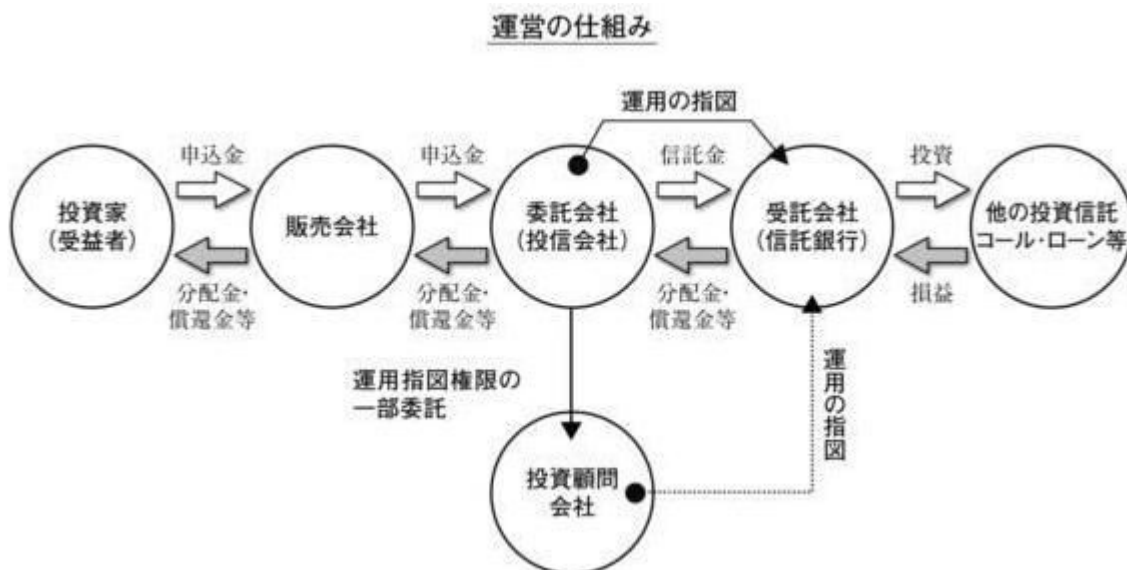 運営の仕組み
運用の指図
申込金
申込金
信託金
投資
投資家
(受益者)
販売会社
委託会社
(投信会社)
受託会社
(信託銀行)
他の投資信託
コール・ローン等
分配金・
償還金等
分配金・
償還金等
分配金・
償還金等
損益
運用指図権限の
一部委託
運用の指図
投資顧問
会社